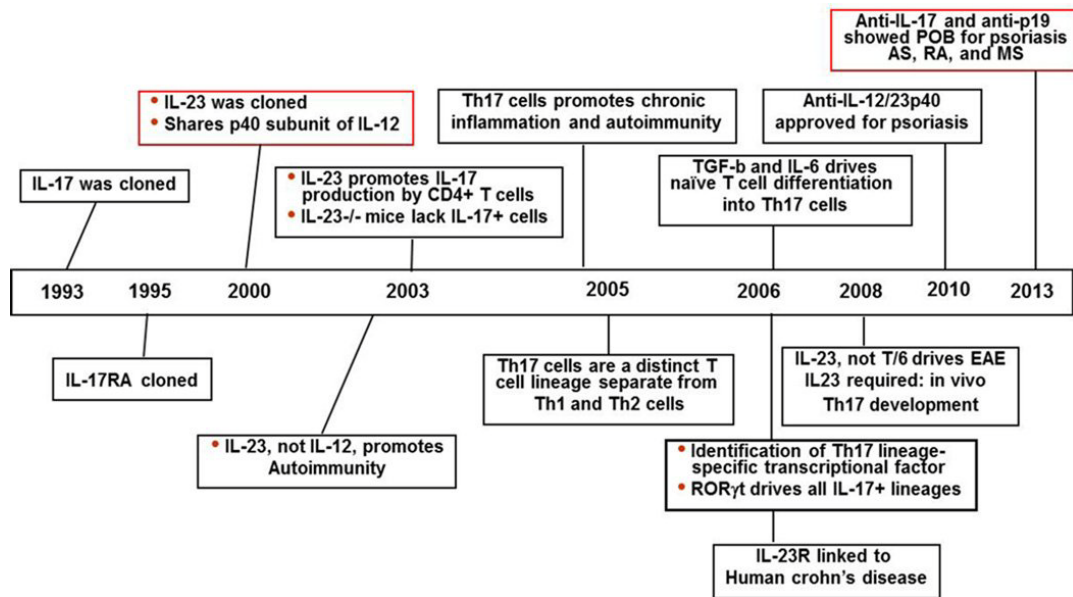 Anti-IL-17 and anti-p19
showed POB for psoriasis
AS, RA, and MS
• IL-23 was cloned
• Shares p40 subunit of IL-12
Th17 cells promotes chronic
inflammation and autoimmunity
Anti-IL-12/23p40
approved for psoriasis
IL-17 was cloned
• IL-23 promotes IL-17
production by CD4+ T cells
• IL-23-/- mice lack IL-17+ cells
TGF-b and IL-6 drives
naïve T cell differentiation
into Th17 cells
1993 1995 2000 2003 2005 2006 2008 2010 2013
IL-17RA cloned
Th17 cells are a distinct T
cell lineage separate from
Th1 and Th2 cells
IL-23, not T/6 drives EAE
IL23 required: in vivo
Th17 development
• IL-23, not IL-12, promotes
Autoimmunity
• Identification of Th17 lineage-
specific transcriptional factor
• RORγt drives all IL-17+ lineages
IL-23R linked to
Human crohn's disease